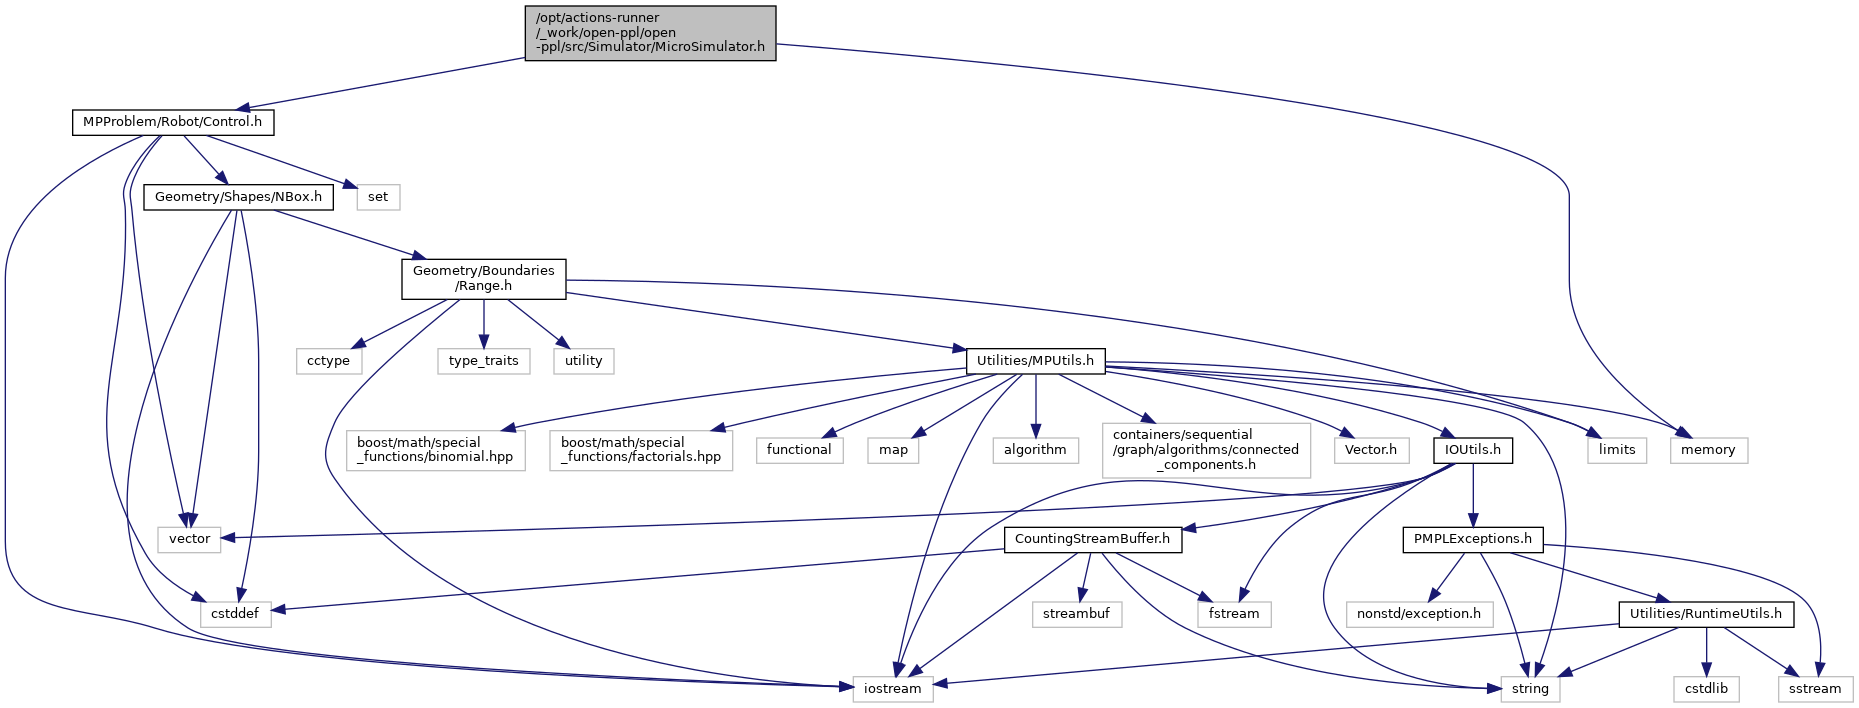 /opt/actions-runner
/_work/open-ppl/open
-ppl/src/Simulator/MicroSimulator.h
MPProblem/Robot/Control.h
Geometry/Shapes/NBox.h
set
Geometry/Boundaries
/Range.h
cctype
type_traits
utility
Utilities/MPUtils.h
boost/math/special
_functions/binomial.hpp
boost/math/special
_functions/factorials.hpp
functional
map
algorithm
containers/sequential
/graph/algorithms/connected
_components.h
Vector.h
IOUtils.h
limits
memory
vector
CountingStreamBuffer.h
PMPLExceptions.h
cstddef
streambuf
fstream
nonstd/exception.h
Utilities/RuntimeUtils.h
iostream
string
cstdlib
sstream